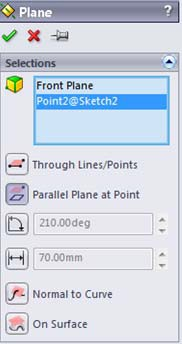 Plane ?
Selections
Front Plane
Point2@Sketch2
Through Lines/Points
Parallel Plane at Point
210.00deg
70.00mm
Normal to Curve
On Surface